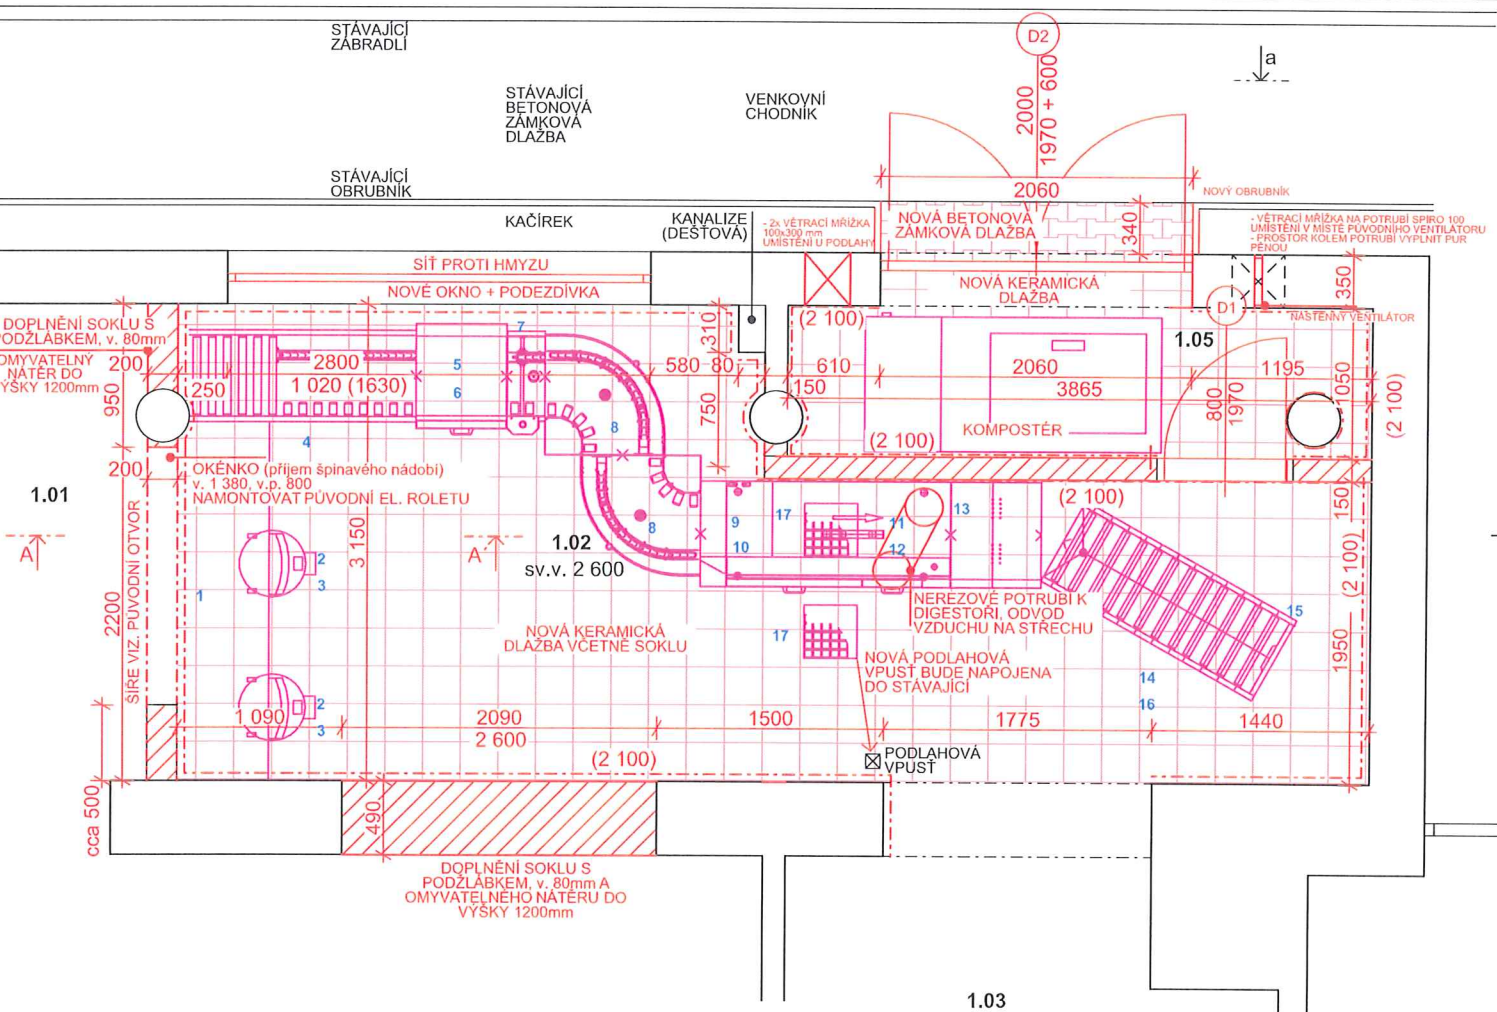 STÁVAJÍCÍ
ZÁBRADLÍ
D2
2000
1970 + 600
a
STÁVAJÍCÍ
BETONOVÁ
ZÁMKOVÁ
DLAŽBA
VENKOVNÍ
CHODNÍK
STÁVAJÍCÍ
OBRUBNÍK
2060
NOVÝ OBRUBNÍK
KAČÍREK
KANALIZE
(DEŠŤOVÁ)
- 2x VĚTRACÍ MŘÍŽKA
100x300 mm
UMÍSTĚNÍ U PODLAHY
NOVÁ BETONOVÁ
ZÁMKOVÁ DLAŽBA
340
- VĚTRACÍ MŘÍŽKA NA POTRUBÍ SPIRO 100
UMÍSTĚNÍ V MÍSTĚ PŮVODNÍHO VENTILÁTORU
- PROSTOR KOLEM POTRUBÍ VYPLNIT PUR
PĚNOU
SÍŤ PROTI HMYZU
NOVÉ OKNO + PODEZDÍVKA
NOVÁ KERAMICKÁ
DLAŽBA
350
D1
NÁSTĚNNÝ VENTILÁTOR
DOPLNĚNÍ SOKLU S
PODŽLÁBKEM, v. 80mm
OMYVATELNÝ
NÁTĚR DO
VÝŠKY 1200mm
200
950
250
2800
1 020 (1630)
5
6
7
310
580
80
750
(2 100)
610
150
2060
3865
1.05
1195
800
1970
1050
(2 100)
KOMPOSTÉR
(2 100)
4
8
200
OKÉNKO (příjem špinavého nádobí)
v. 1 380, v.p. 800
NAMONTOVAT PŮVODNÍ EL. ROLETU
1.01
A
A
3 150
1.02
sv.v. 2 600
8
9
10
17
11
12
13
(2 100)
150
(2 100)
2
3
1
2200
ŠÍŘE VIZ. PŮVODNÍ OTVOR
NEREZOVÉ POTRUBÍ K
DIGESTOŘI, ODVOD
VZDUCHU NA STŘECHU
15
NOVÁ KERAMICKÁ
DLAŽBA VČETNĚ SOKLU
17
NOVÁ PODLAHOVÁ
VPUSŤ BUDE NAPOJENA
DO STÁVAJÍCÍ
14
16
1950
2
3
1 090
2090
2 600
1500
1775
1440
(2 100)
PODLAHOVÁ
VPUSŤ
cca 500
490
DOPLNĚNÍ SOKLU S
PODŽLÁBKEM, v. 80mm A
OMYVATELNÉHO NÁTĚRU DO
VÝŠKY 1200mm
1.03